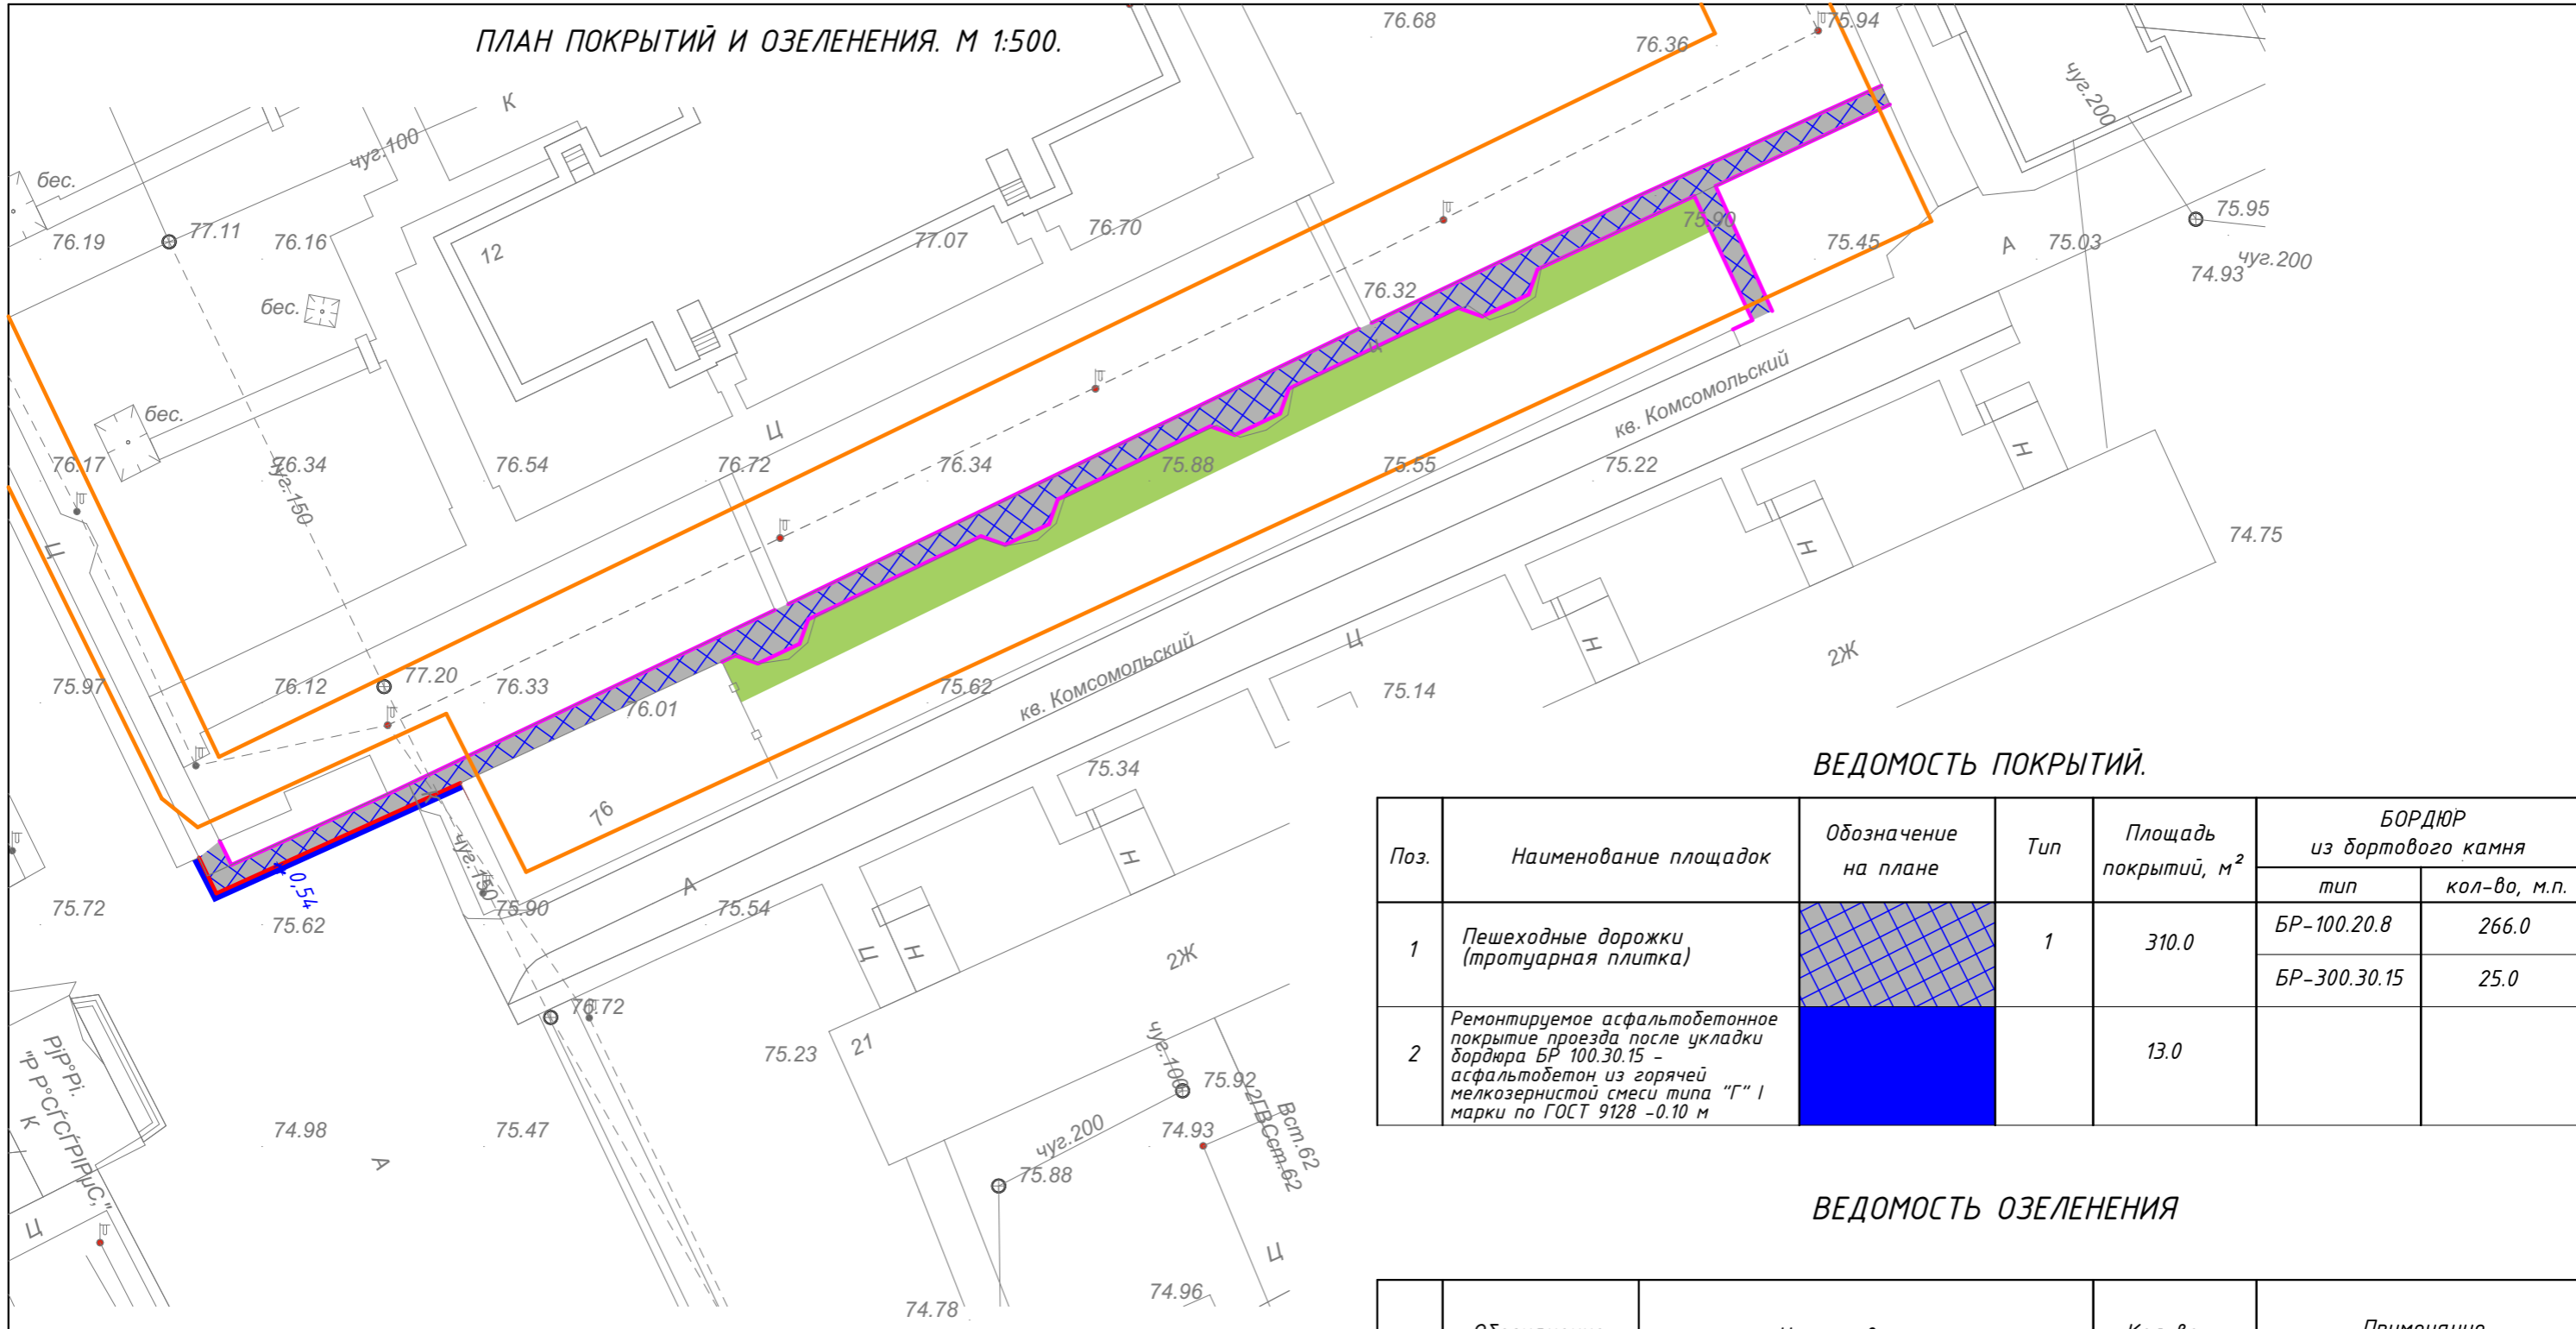 ПЛАН ПОКРЫТИЙ И ОЗЕЛЕНЕНИЯ. М 1:500.
76.68
75.94
76.36
чуг.200
К
чуг.100
бес.
76.19
77.11
76.16
12
77.07
76.70
75.90
75.45
А
75.03
75.95
чуг.200
74.93
бес.
76.32
бес.
Ц
кв. Комсомольский
76.17
76.34
чуг.150
76.54
76.72
76.34
75.88
75.55
75.22
Н
Ц
Ц
Н
74.75
75.97
76.12
77.20
76.33
76.01
75.62
кв. Комсомольский
Ц
Н
2Ж
75.14
75.34
76
чуг.150
0,54
75.72
75.62
75.90
75.54
А
Н
Ц
Н
2Ж
76.72
75.23
21
чуг.100
75.92
РјР°Рі.
К
74.98
75.47
А
чуг.200
74.93
2ГВСст.62
Вст.62
75.88
Ц
Ц
74.78
74.96
ВЕДОМОСТЬ ПОКРЫТИЙ.
Поз.
Наименование площадок
Обозначение
на плане
Тип
Площадь
покрытий, м²
БОРДЮР
из бортового камня
тип
кол-во, м.п.
1
Пешеходные дорожки
(тротуарная плитка)
1
310.0
БР-100.20.8
266.0
БР-300.30.15
25.0
2
Ремонтируемое асфальтобетонное
покрытие проезда после укладки
бордюра БР 100.30.15 -
асфальтобетон из горячей
мелкозернистой смеси типа "Г" I
марки по ГОСТ 9128 -0.10 м
13.0
ВЕДОМОСТЬ ОЗЕЛЕНЕНИЯ